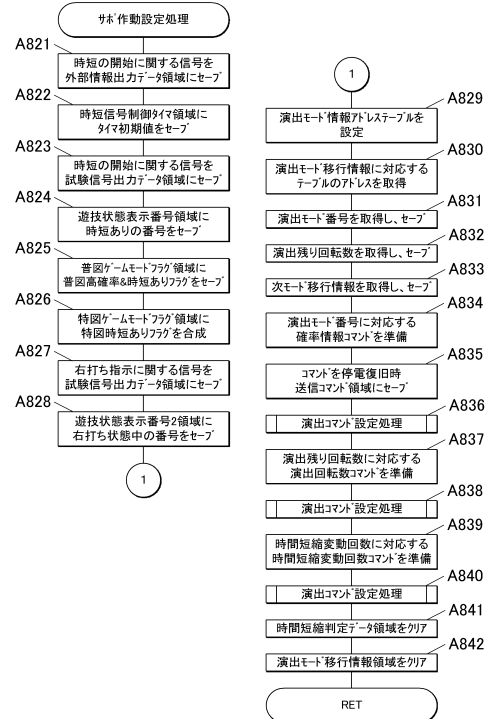 サポ作動設定処理
A821
時短の開始に関する信号を
外部情報出力データ領域にセーブ
A822
時短信号制御タイマ領域に
タイマ初期値をセーブ
A823
時短の開始に関する信号を
試験信号出力データ領域にセーブ
A824
遊技状態表示番号領域に
時短ありの番号をセーブ
A825
普図ゲームモードフラグ領域に
普図高確率&時短ありフラグをセーブ
A826
特図ゲームモードフラグ領域に
特図時短ありフラグを合成
A827
右打ち指示に関する信号を
試験信号出力データ領域にセーブ
A828
遊技状態表示番号2領域に
右打ち状態中の番号をセーブ
1
1
A829
演出モード情報アドレステーブルを
設定
A830
演出モード移行情報に対応する
テーブルのアドレスを取得
A831
演出モード番号を取得し、セーブ
A832
演出残り回転数を取得し、セーブ
A833
次モード移行情報を取得し、セーブ
A834
演出モード番号に対応する
確率情報コマンドを準備
A835
コマンドを停電復旧時
送信コマンド領域にセーブ
A836
演出コマンド設定処理
A837
演出残り回転数に対応する
演出回転数コマンドを準備
A838
演出コマンド設定処理
A839
時間短縮変動回数に対応する
時間短縮変動回数コマンドを準備
A840
演出コマンド設定処理
A841
時間短縮判定データ領域をクリア
A842
演出モード移行情報領域をクリア
RET